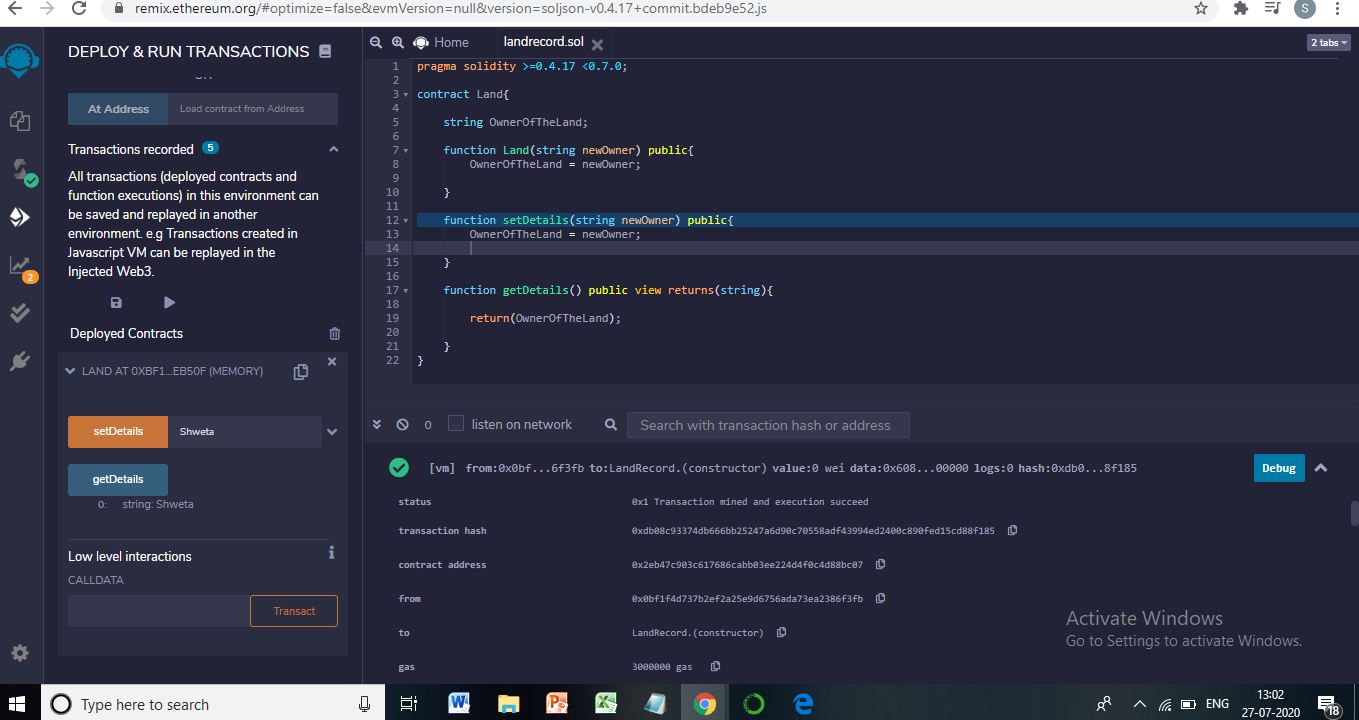 remix.ethereum.org/#optimize=false&evmVersion=null&version=soljson-v0.4.17+commit.bdeb9e52.js
S
DEPLOY & RUN TRANSACTIONS
At Address
Load contract from Address
Transactions recorded 5
All transactions (deployed contracts and
function executions) in this environment can
be saved and replayed in another
environment. e.g Transactions created in
Javascript VM can be replayed in the
Injected Web3.
2
Deployed Contracts
LAND AT 0XBF1...EB50F (MEMORY)
setDetails
Shweta
getDetails
0: string: Shweta
Low level interactions
CALLDATA
Transact
Home
landrecord.sol
2 tabs
1 pragma solidity >=0.4.17 <0.7.0;
2
3 contract Land{
4
5 string OwnerOfTheLand;
6
7 function Land(string newOwner) public{
8 OwnerOfTheLand = newOwner;
9
10 }
11
12 function setDetails(string newOwner) public{
13 OwnerOfTheLand = newOwner;
14
15 }
16
17 function getDetails() public view returns(string){
18
19 return(OwnerOfTheLand);
20
21 }
22 }
0
listen on network
Search with transaction hash or address
[vm] from:0x0bf...6f3fb to:LandRecord.(constructor) value:0 wei data:0x608...00000 logs:0 hash:0xdb0...8f185
Debug
status 0x1 Transaction mined and execution succeed
transaction hash 0xdb08c93374db666bb25247a6d90c70558adf43994ed2400c890fed15cd88f185
contract address 0x2eb47c903c617686cabb03ee224d4f0c4d88bc07
from 0x0bf1f4d737b2ef2a25e9d6756ada73ea2386f3fb
to LandRecord.(constructor)
gas 3000000 gas
Activate Windows
Go to Settings to activate Windows.
Type here to search
ENG
13:02
27-07-2020
18